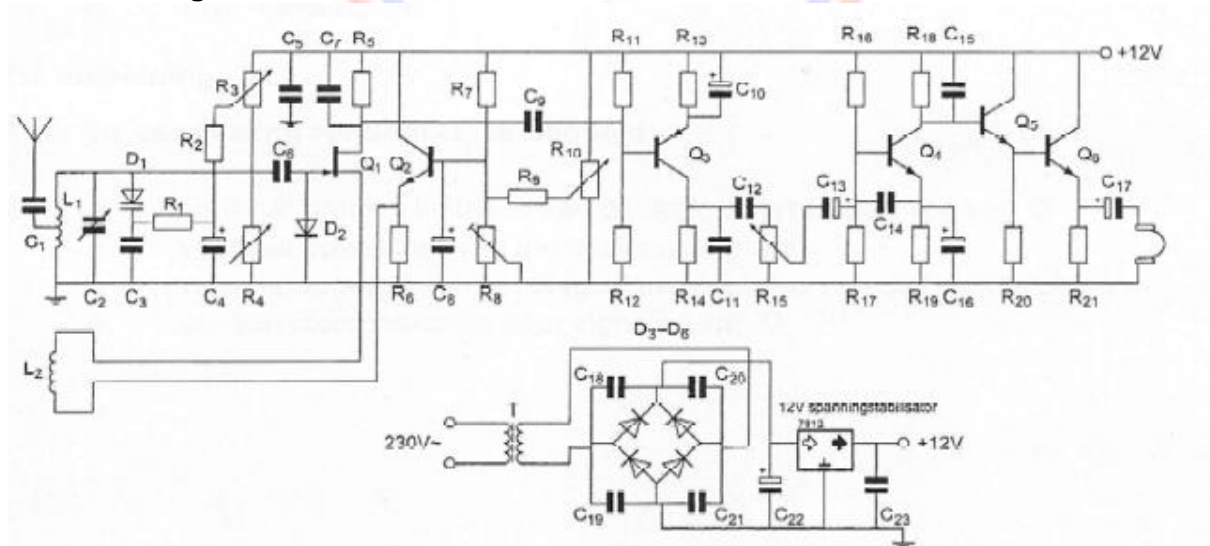 C5 C7 R5 R11 R13 R16 R18 C15
+12V
R3 R7 C9 C10
R2 D1 C6 Q1 Q2 R10 Q3 Q4 Q5 Q6
L1 R1 R9 C12 C13 C17
C1 D2 C14
C2 C3 C4 R4 R6 C8 R8 R12 R14 C11 R15 R17 R19 C16 R20 R21
D3–D6
L2 C18 C20
T 12V spanningstabilisator
230V~ +12V
C19 C21 C22 C23